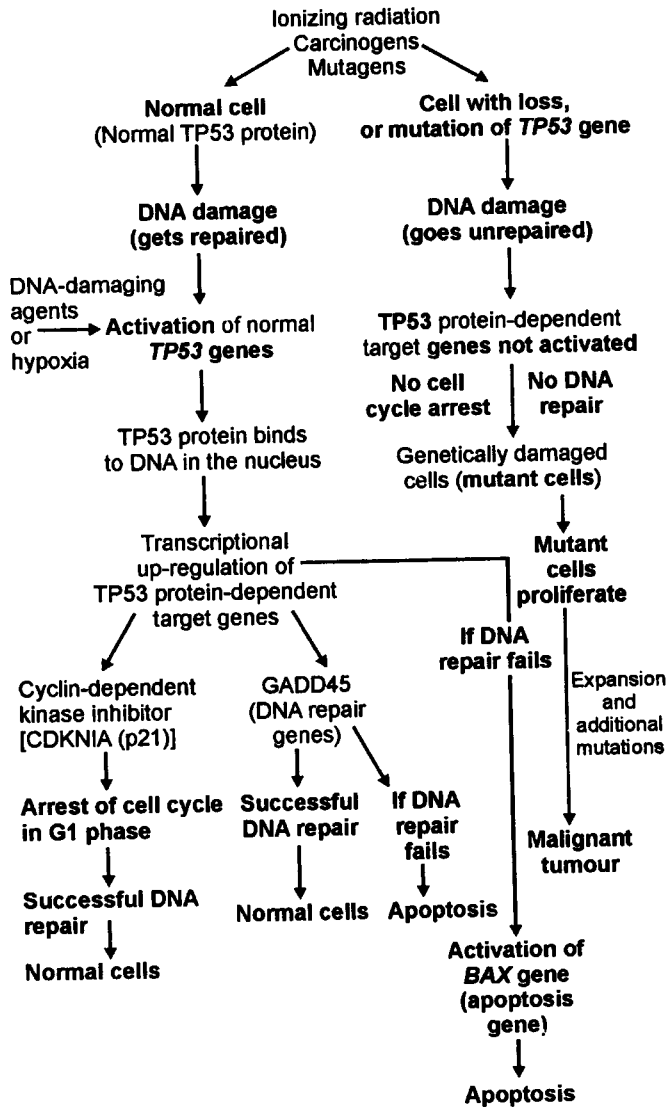 Ionizing radiation
Carcinogens
Mutagens
Normal cell
(Normal TP53 protein)
Cell with loss,
or mutation of TP53 gene
DNA damage
(gets repaired)
DNA damage
(goes unrepaired)
DNA-damaging
agents
or
hypoxia
Activation of normal
TP53 genes
TP53 protein-dependent
target genes not activated
No cell
cycle arrest
No DNA
repair
TP53 protein binds
to DNA in the nucleus
Genetically damaged
cells (mutant cells)
Transcriptional
up-regulation of
TP53 protein-dependent
target genes
Mutant
cells
proliferate
If DNA
repair fails
Expansion
and
additional
mutations
Cyclin-dependent
kinase inhibitor
[CDKNIA (p21)]
GADD45
(DNA repair
genes)
Arrest of cell cycle
in G1 phase
Successful
DNA repair
If DNA
repair
fails
Malignant
tumour
Successful DNA
repair
Normal cells
Apoptosis
Normal cells
Activation of
BAX gene
(apoptosis
gene)
Apoptosis